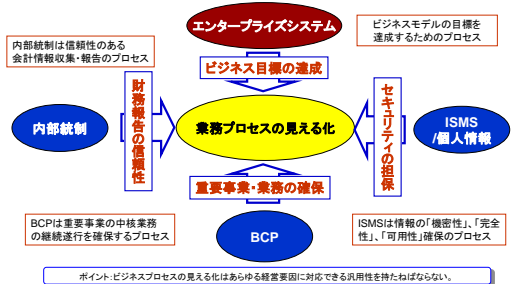 エンタープライズシステム
ビジネスモデルの目標を
達成するためのプロセス
内部統制は信頼性のある
会計情報収集・報告のプロセス
ビジネス目標の達成
財務報告の信頼性
セキュリティの担保
内部統制
業務プロセスの見える化
ISMS
/個人情報
重要事業・業務の確保
BCPは重要事業の中核業務
の継続遂行を確保するプロセス
BCP
ISMSは情報の「機密性」、「完全
性」、「可用性」確保のプロセス
ポイント:ビジネスプロセスの見える化はあらゆる経営要因に対応できる汎用性を持たねばならない。